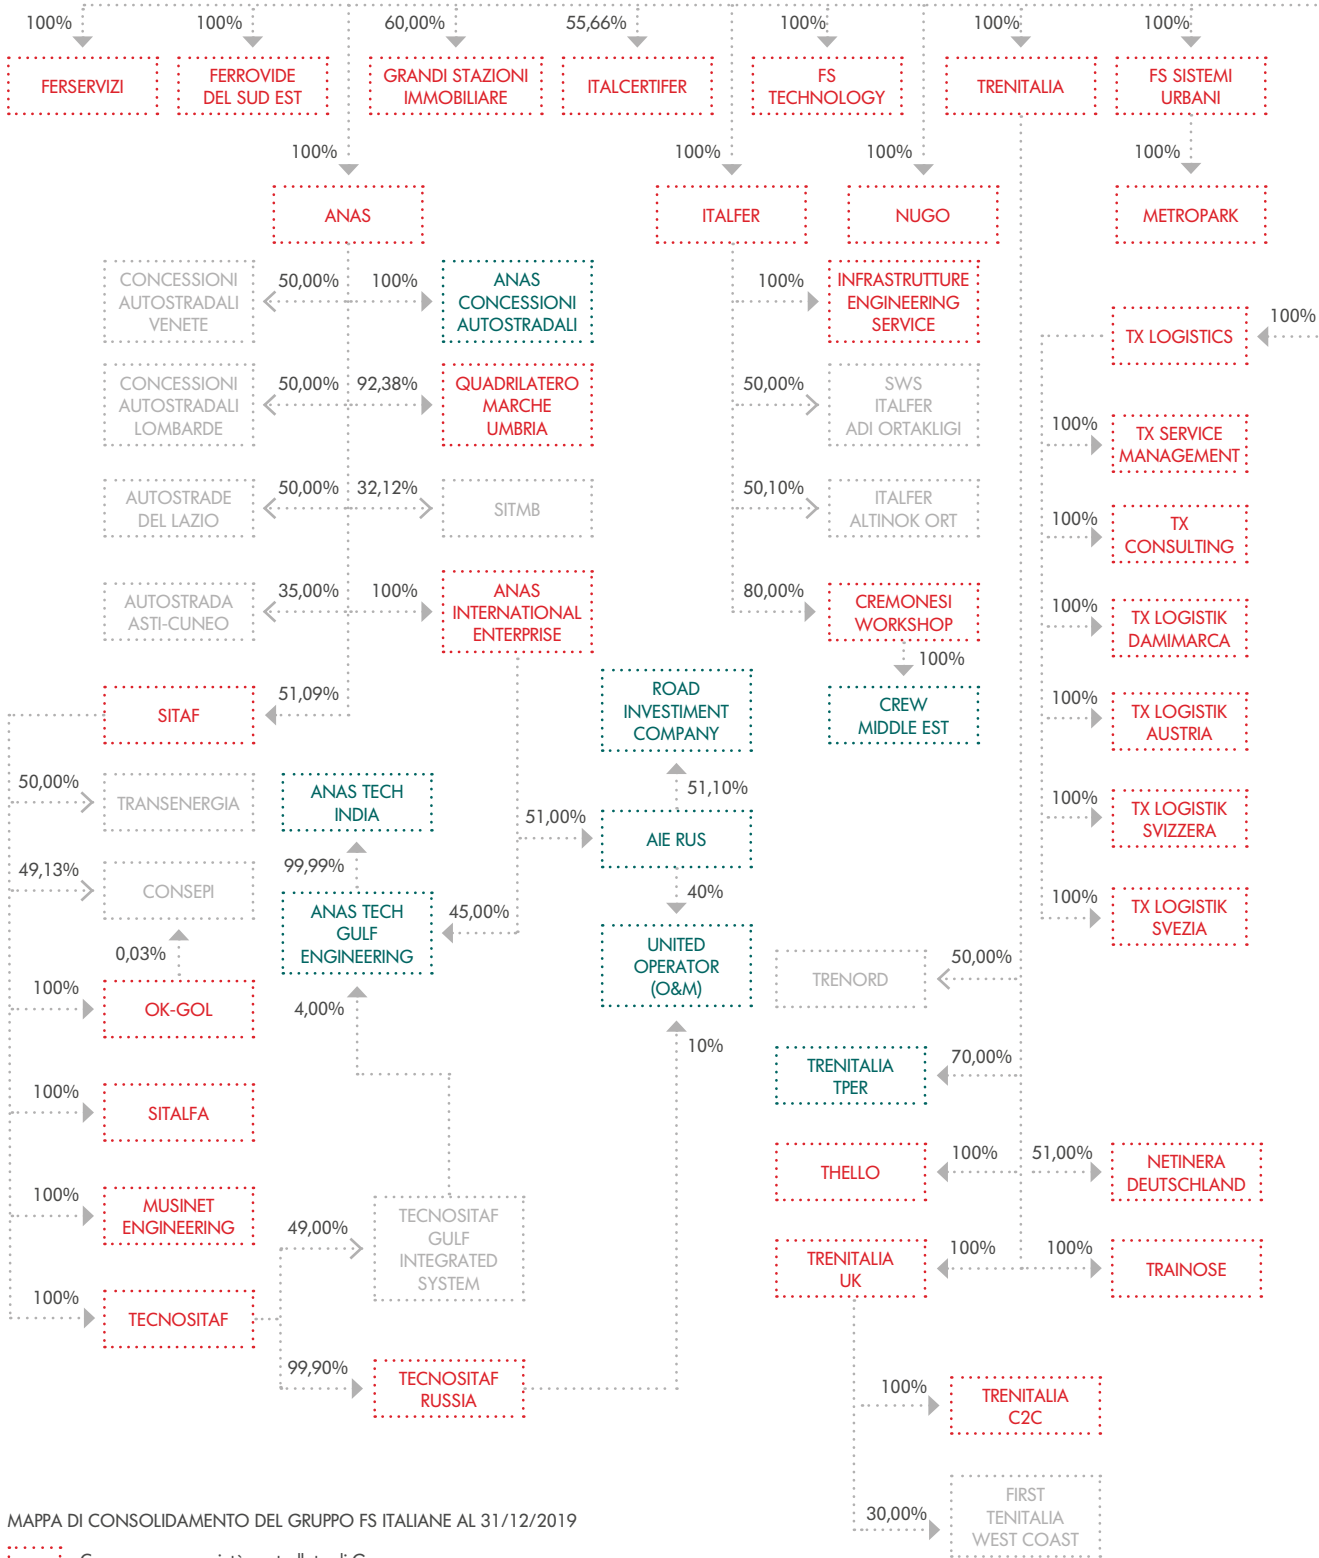 100%
100%
60,00%
55,66%
100%
100%
100%
FERSERVIZI
FERROVIDE
DEL SUD EST
GRANDI STAZIONI
IMMOBILIARE
ITALCERTIFER
FS
TECHNOLOGY
TRENITALIA
FS SISTEMI
URBANI
100%
100%
100%
100%
ANAS
ITALFER
NUGO
METROPARK
CONCESSIONI
AUTOSTRADALI
VENETE
50,00%
100%
ANAS
CONCESSIONI
AUTOSTRADALI
100%
INFRASTRUTTURE
ENGINEERING
SERVICE
TX LOGISTICS
100%
CONCESSIONI
AUTOSTRADALI
LOMBARDE
50,00%
92,38%
QUADRILATERO
MARCHE
UMBRIA
50,00%
SWS
ITALFER
ADI ORTAKLIGI
100%
TX SERVICE
MANAGEMENT
AUTOSTRADE
DEL LAZIO
50,00%
32,12%
SITMB
50,10%
ITALFER
ALTINOK ORT
100%
TX
CONSULTING
AUTOSTRADA
ASTI-CUNEO
35,00%
100%
ANAS
INTERNATIONAL
ENTERPRISE
80,00%
CREMONESI
WORKSHOP
100%
TX LOGISTIK
DAMIMARCA
100%
SITAF
51,09%
ROAD
INVESTIMENT
COMPANY
CREW
MIDDLE EST
100%
TX LOGISTIK
AUSTRIA
50,00%
TRANSENERGIA
ANAS TECH
INDIA
51,10%
51,00%
AIE RUS
100%
TX LOGISTIK
SVIZZERA
49,13%
CONSEPI
99,99%
40%
ANAS TECH
GULF
ENGINEERING
45,00%
UNITED
OPERATOR
(O&M)
100%
TX LOGISTIK
SVEZIA
0,03%
TRENORD
50,00%
100%
OK-GOL
4,00%
10%
TRENITALIA
TPER
70,00%
100%
SITALFA
THELLO
100%
51,00%
NETINERA
DEUTSCHLAND
100%
MUSINET
ENGINEERING
49,00%
TECNOSITAF
GULF
INTEGRATED
SYSTEM
TRENITALIA
UK
100%
100%
TRAINOSE
100%
TECNOSITAF
99,90%
TECNOSITAF
RUSSIA
100%
TRENITALIA
C2C
30,00%
FIRST
TENITALIA
WEST COAST
MAPPA DI CONSOLIDAMENTO DEL GRUPPO FS ITALIANE AL 31/12/2019